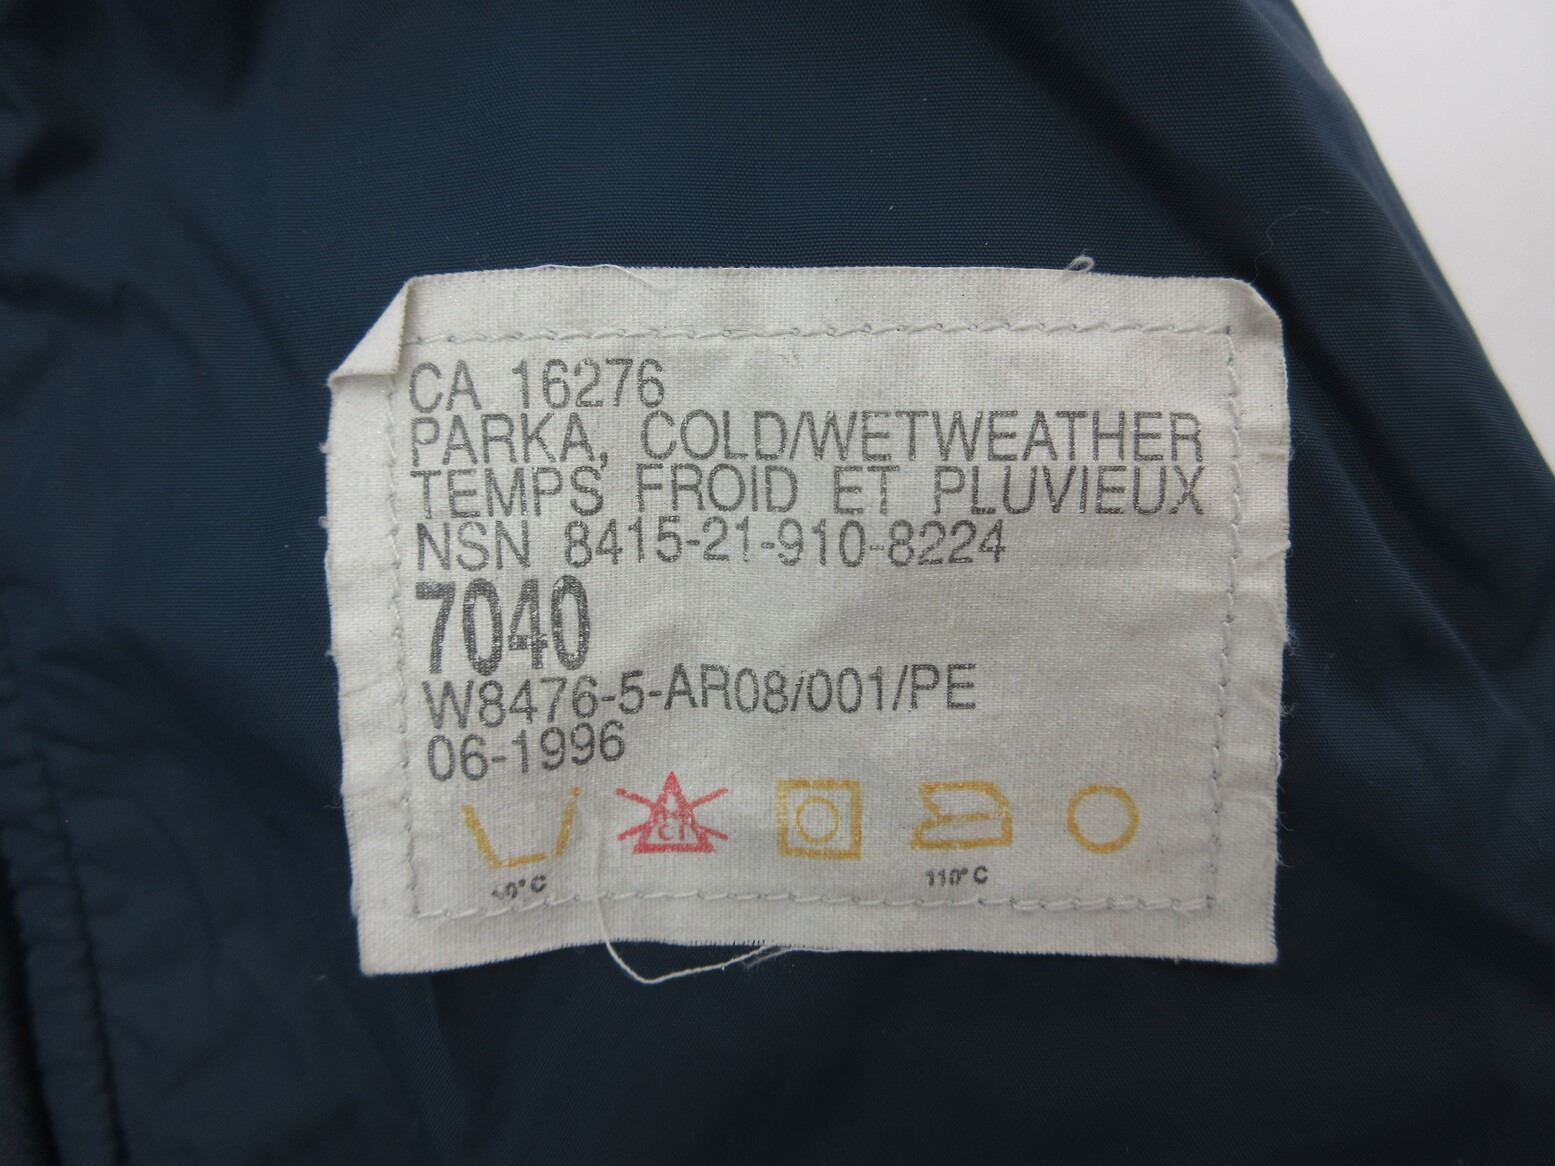 CA 16276
PARKA, COLD/WETWEATHER
TEMPS FROID ET PLUVIEUX
NSN 8415-21-910-8224
7040
W8476-5-AR08/001/PE
06-1996
Cl
110°C